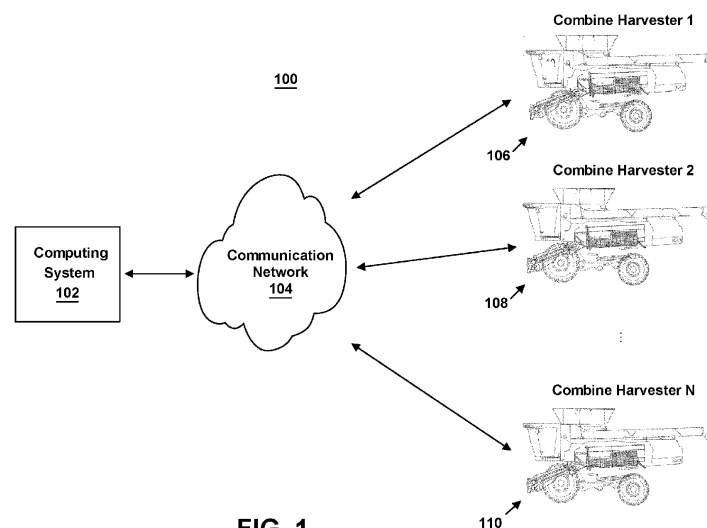 Combine Harvester 1
100
106
Combine Harvester 2
Computing
System
102
Communication
Network
104
108
Combine Harvester N
110
FIG. 1